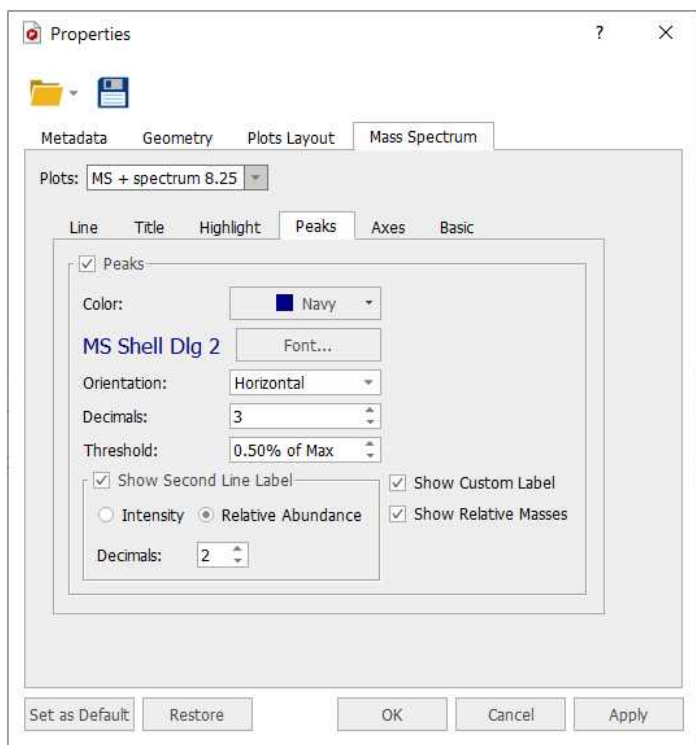 Properties
?
Metadata Geometry Plots Layout Mass Spectrum
Plots: MS + spectrum 8.25
Line Title Highlight Peaks Axes Basic
Peaks
Color: Navy
MS Shell Dlg 2 Font...
Orientation: Horizontal
Decimals: 3
Threshold: 0.50% of Max
Show Second Line Label Show Custom Label
Intensity Relative Abundance Show Relative Masses
Decimals: 2
Set as Default Restore OK Cancel Apply